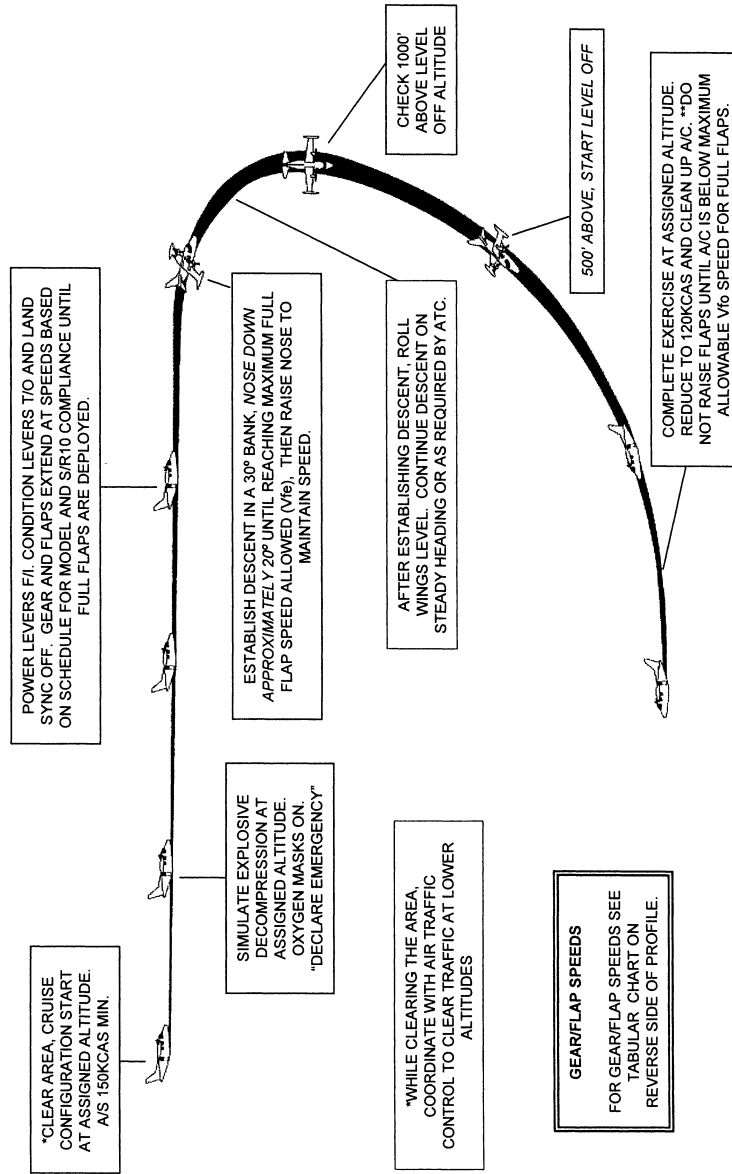 *CLEAR AREA, CRUISE
CONFIGURATION START
AT ASSIGNED ALTITUDE.
A/S 150KCAS MIN.
SIMULATE EXPLOSIVE
DECOMPRESSION AT
ASSIGNED ALTITUDE.
OXYGEN MASKS ON.
"DECLARE EMERGENCY"
POWER LEVERS F/I. CONDITION LEVERS T/O AND LAND
SYNC OFF. GEAR AND FLAPS EXTEND AT SPEEDS BASED
ON SCHEDULE FOR MODEL AND S/R10 COMPLIANCE UNTIL
FULL FLAPS ARE DEPLOYED.
ESTABLISH DESCENT IN A 30º BANK, NOSE DOWN
APPROXIMATELY 20º UNTIL REACHING MAXIMUM FULL
FLAP SPEED ALLOWED (Vfe), THEN RAISE NOSE TO
MAINTAIN SPEED.
AFTER ESTABLISHING DESCENT, ROLL
WINGS LEVEL. CONTINUE DESCENT ON
STEADY HEADING OR AS REQUIRED BY ATC.
CHECK 1000'
ABOVE LEVEL
OFF ALTITUDE
500' ABOVE, START LEVEL OFF
COMPLETE EXERCISE AT ASSIGNED ALTITUDE.
REDUCE TO 120KCAS AND CLEAN UP A/C. **DO
NOT RAISE FLAPS UNTIL A/C IS BELOW MAXIMUM
ALLOWABLE Vfo SPEED FOR FULL FLAPS.
*WHILE CLEARING THE AREA,
COORDINATE WITH AIR TRAFFIC
CONTROL TO CLEAR TRAFFIC AT LOWER
ALTITUDES
GEAR/FLAP SPEEDS
FOR GEAR/FLAP SPEEDS SEE
TABULAR CHART ON
REVERSE SIDE OF PROFILE.